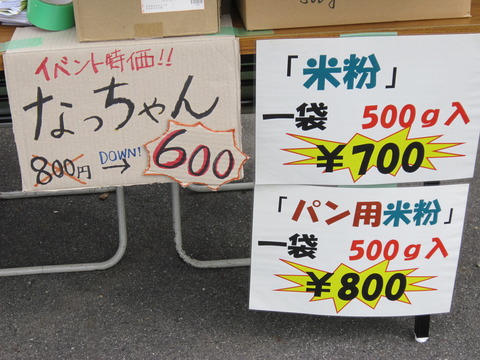 イベント特価!!
なっちゃん
800円 DOWN! → 600
「米粉」
一袋 500g入
¥700
「パン用米粉」
一袋 500g入
¥800